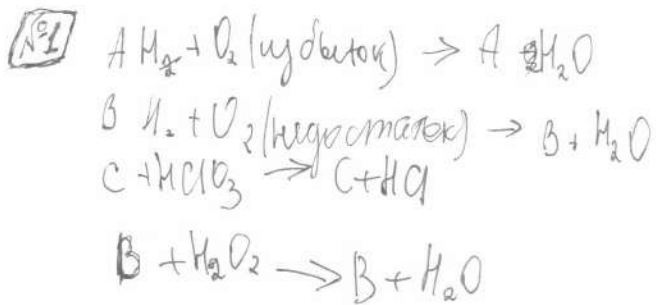 №1
A H₂ + O₂ (избыток) → A H₂O
B H₂ + O₂ (недостаток) → B + H₂O
C + HClO₃ → C + HCl
B + H₂O₂ → B + H₂O